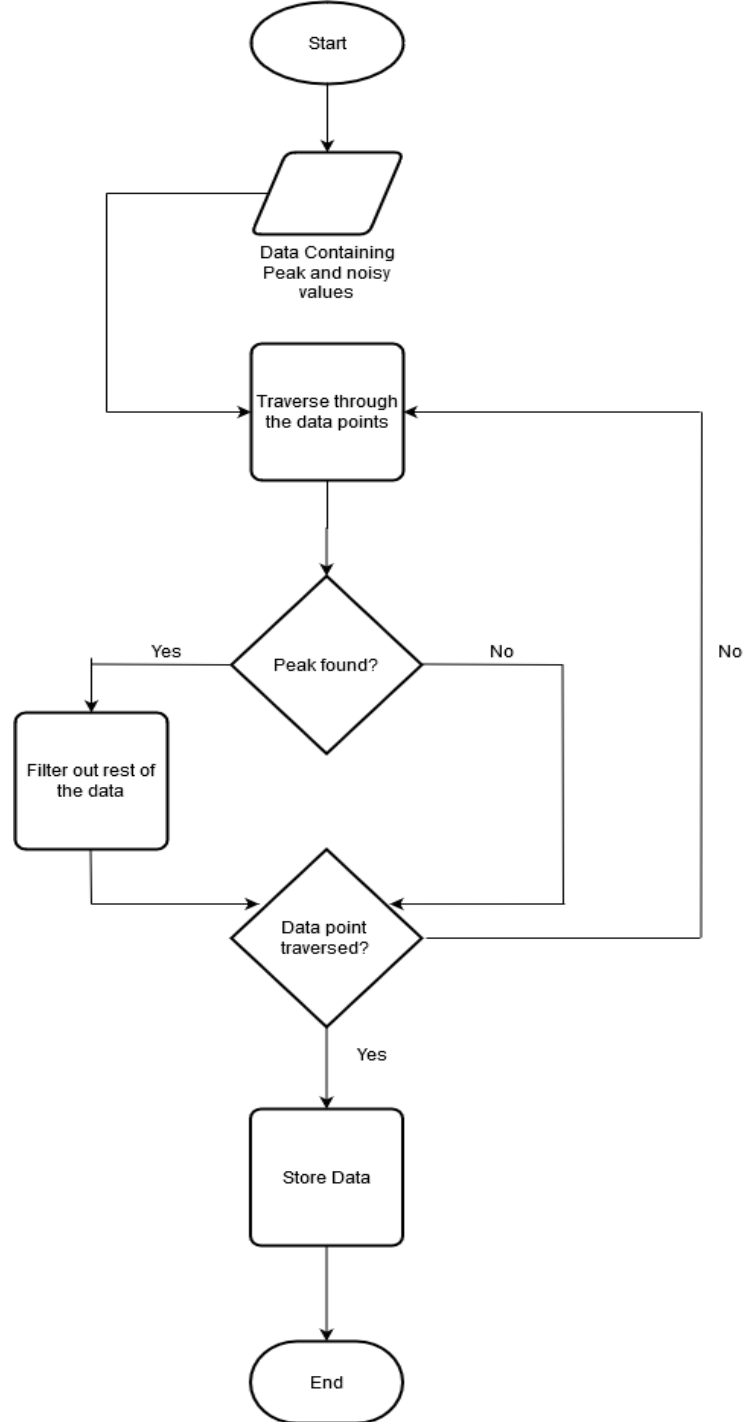 Start
Data Containing
Peak and noisy
values
Traverse through
the data points
Peak found?
Yes
No
No
Filter out rest of
the data
Data point
traversed?
Yes
Store Data
End